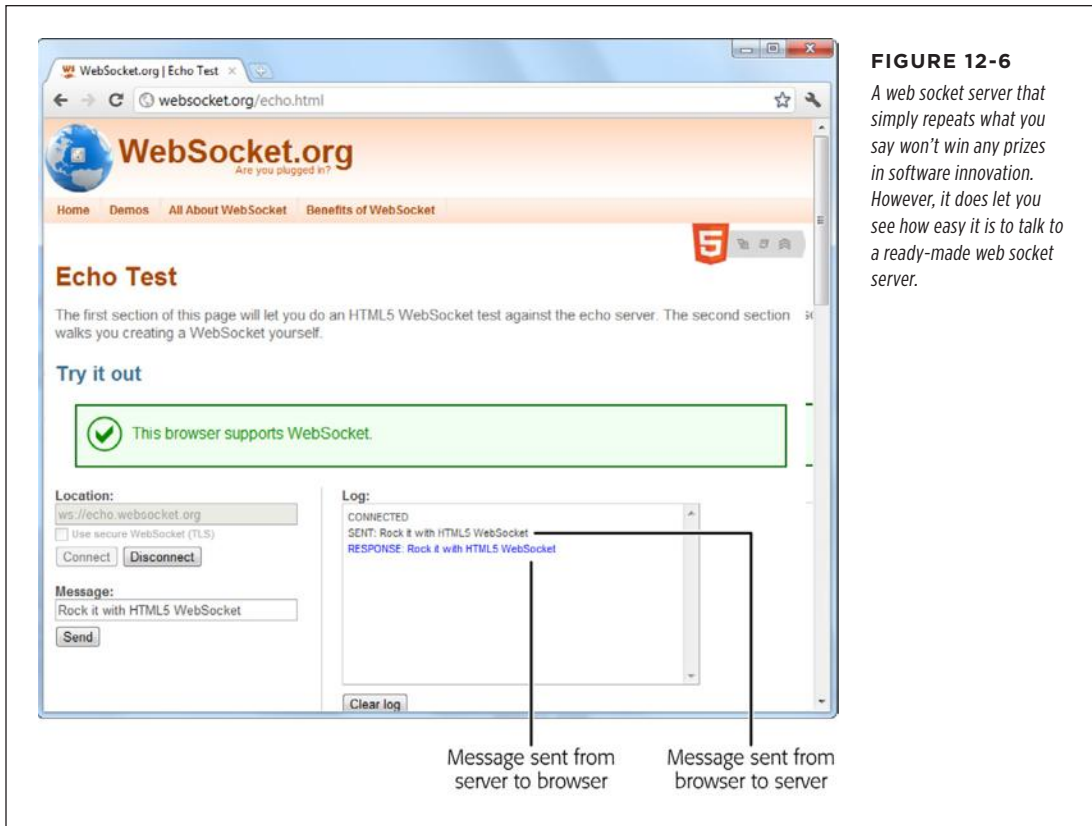 WebSocket.org | Echo Test
websocket.org/echo.html
WebSocket.org
Are you plugged in?
Home Demos All About WebSocket Benefits of WebSocket
5
Echo Test
The first section of this page will let you do an HTML5 WebSocket test against the echo server. The second section
walks you creating a WebSocket yourself.
Try it out
This browser supports WebSocket.
Location:
ws://echo.websocket.org
Use secure WebSocket (TLS)
Connect Disconnect
Message:
Rock it with HTML5 WebSocket
Send
Log:
CONNECTED
SENT: Rock it with HTML5 WebSocket
RESPONSE: Rock it with HTML5 WebSocket
Clear log
Message sent from
server to browser
Message sent from
browser to server
FIGURE 12-6
A web socket server that
simply repeats what you
say won't win any prizes
in software innovation.
However, it does let you
see how easy it is to talk to
a ready-made web socket
server.